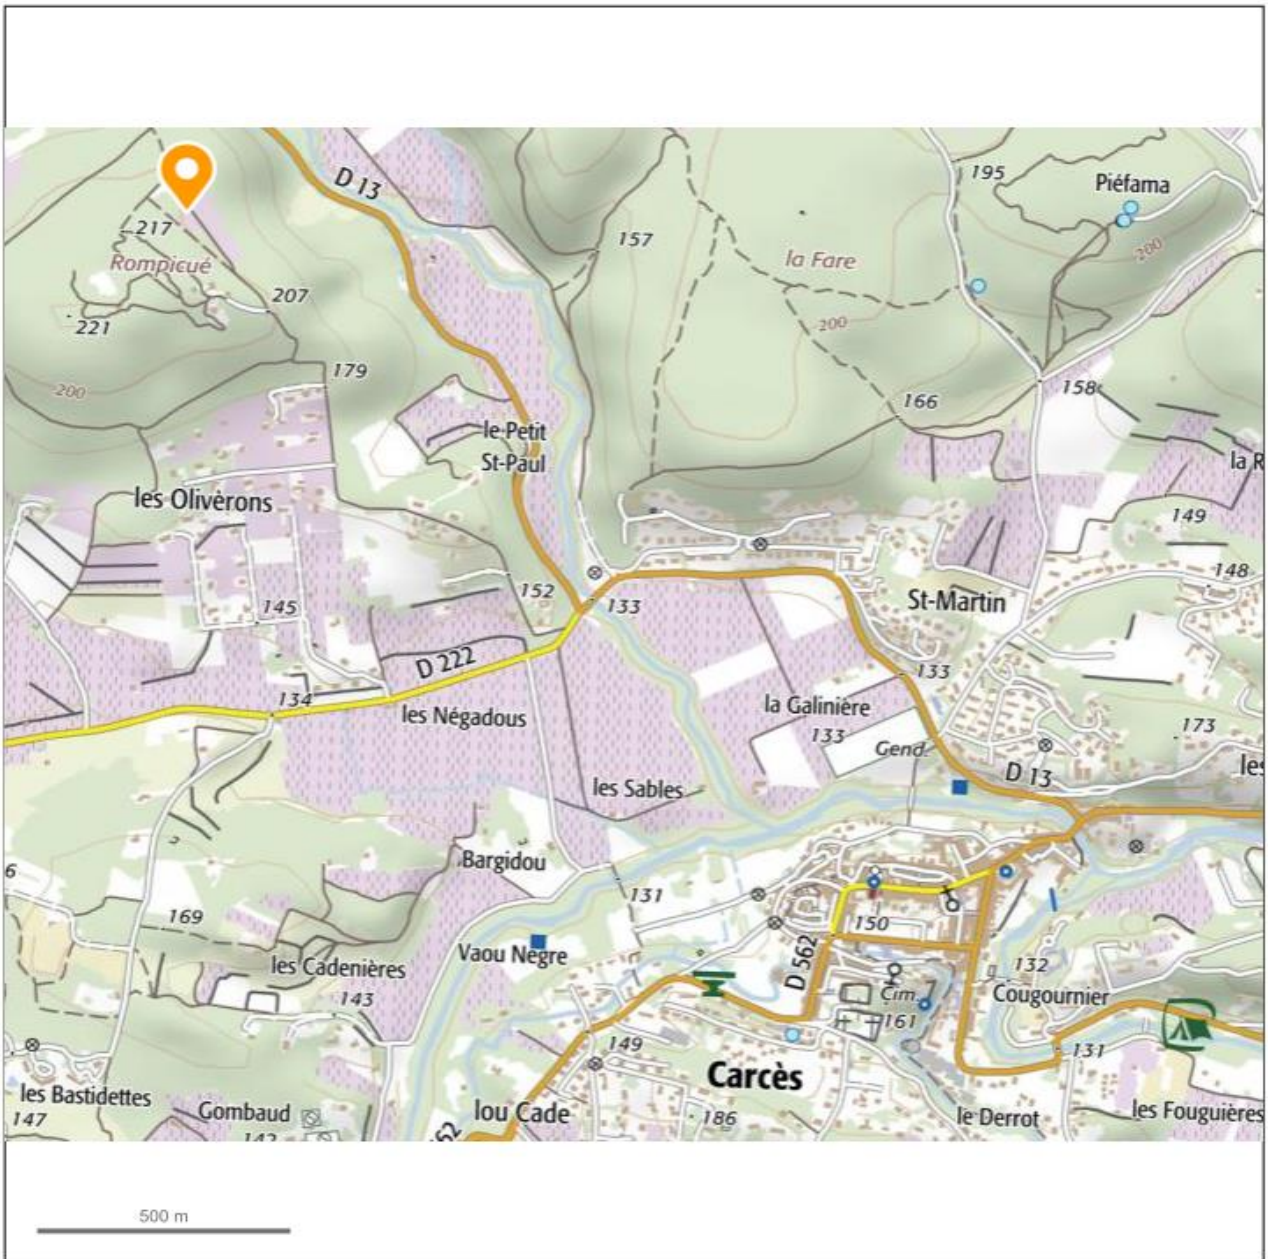 D 13
195
Piéfama
217
157
Rompicué
la Fare
200
207
221
200
179
200
166
158
le Petit
St-Paul
la R
les Olivèrons
149
148
152
133
145
St-Martin
D 222
133
134
les Négadous
la Galinière
133
173
Gend.
les
D 13
les Sables
Bargidou
6
131
169
150
Vaou Nègre
les Cadenières
D 562
132
Cim.
Cougournier
143
161
149
131
Carcès
les Bastidettes
147
Gombaud
lou Cade
186
le Derrot
les Fouguières
142
62
500 m